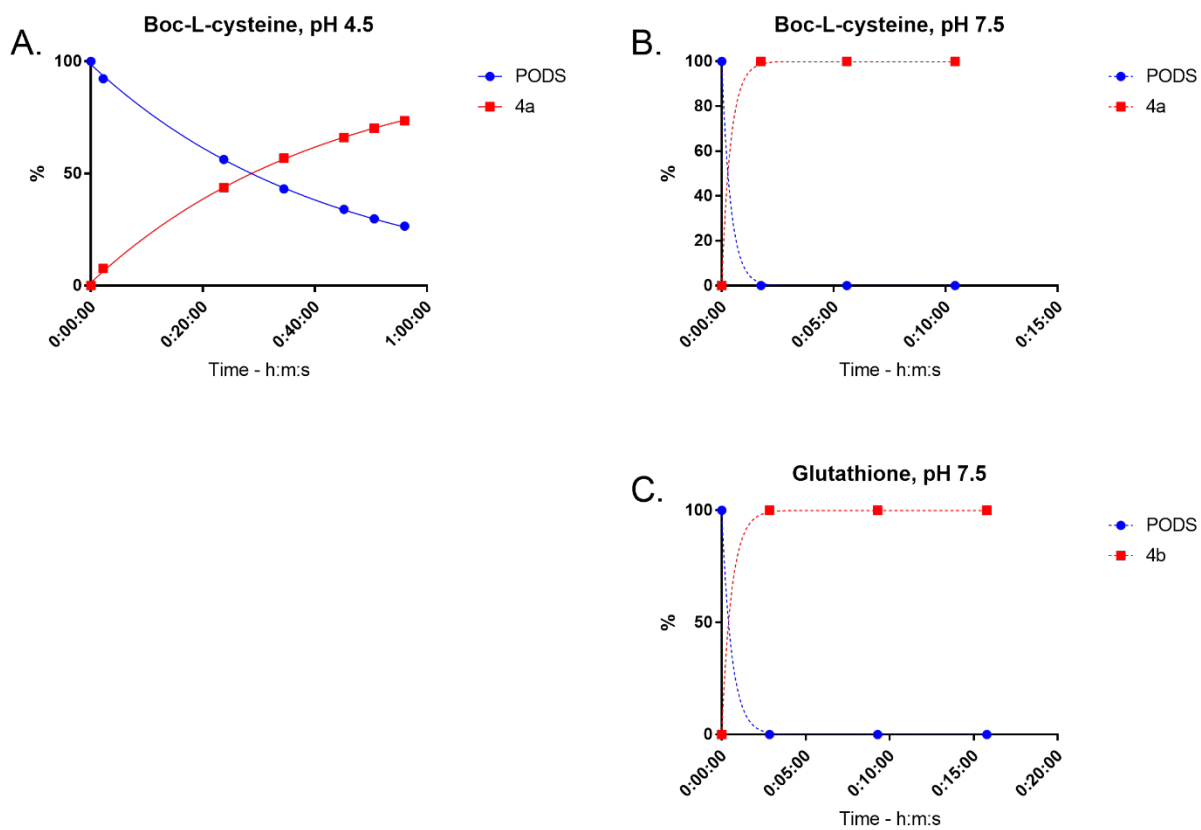 A.
Boc-L-cysteine, pH 4.5
100
50
0
%
0:00:00
0:20:00
0:40:00
1:00:00
Time - h:m:s
PODS
4a
B.
Boc-L-cysteine, pH 7.5
100
80
60
40
20
0
%
0:00:00
0:05:00
0:10:00
0:15:00
Time - h:m:s
PODS
4a
C.
Glutathione, pH 7.5
100
50
0
%
0:00:00
0:05:00
0:10:00
0:15:00
0:20:00
Time - h:m:s
PODS
4b